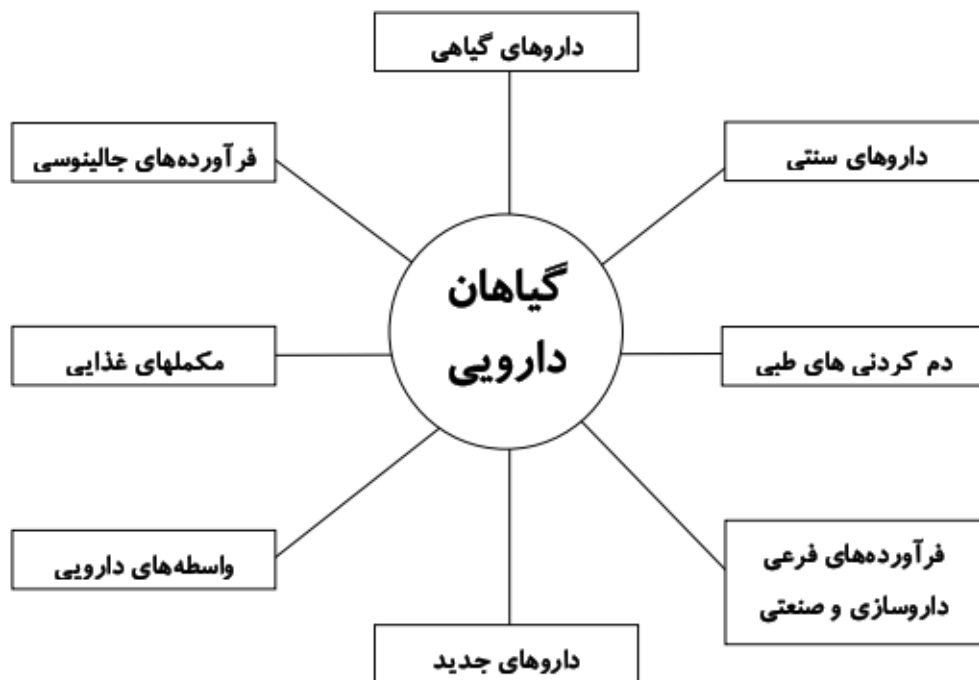 داروهای گیاهی
داروهای سنتی
فرآورده‌های جالینوسی
گیاهان
دارویی
دم کردنی های طبی
مکملهای غذایی
فرآورده‌های فرعی
داروسازی و صنعتی
واسطه‌های دارویی
داروهای جدید